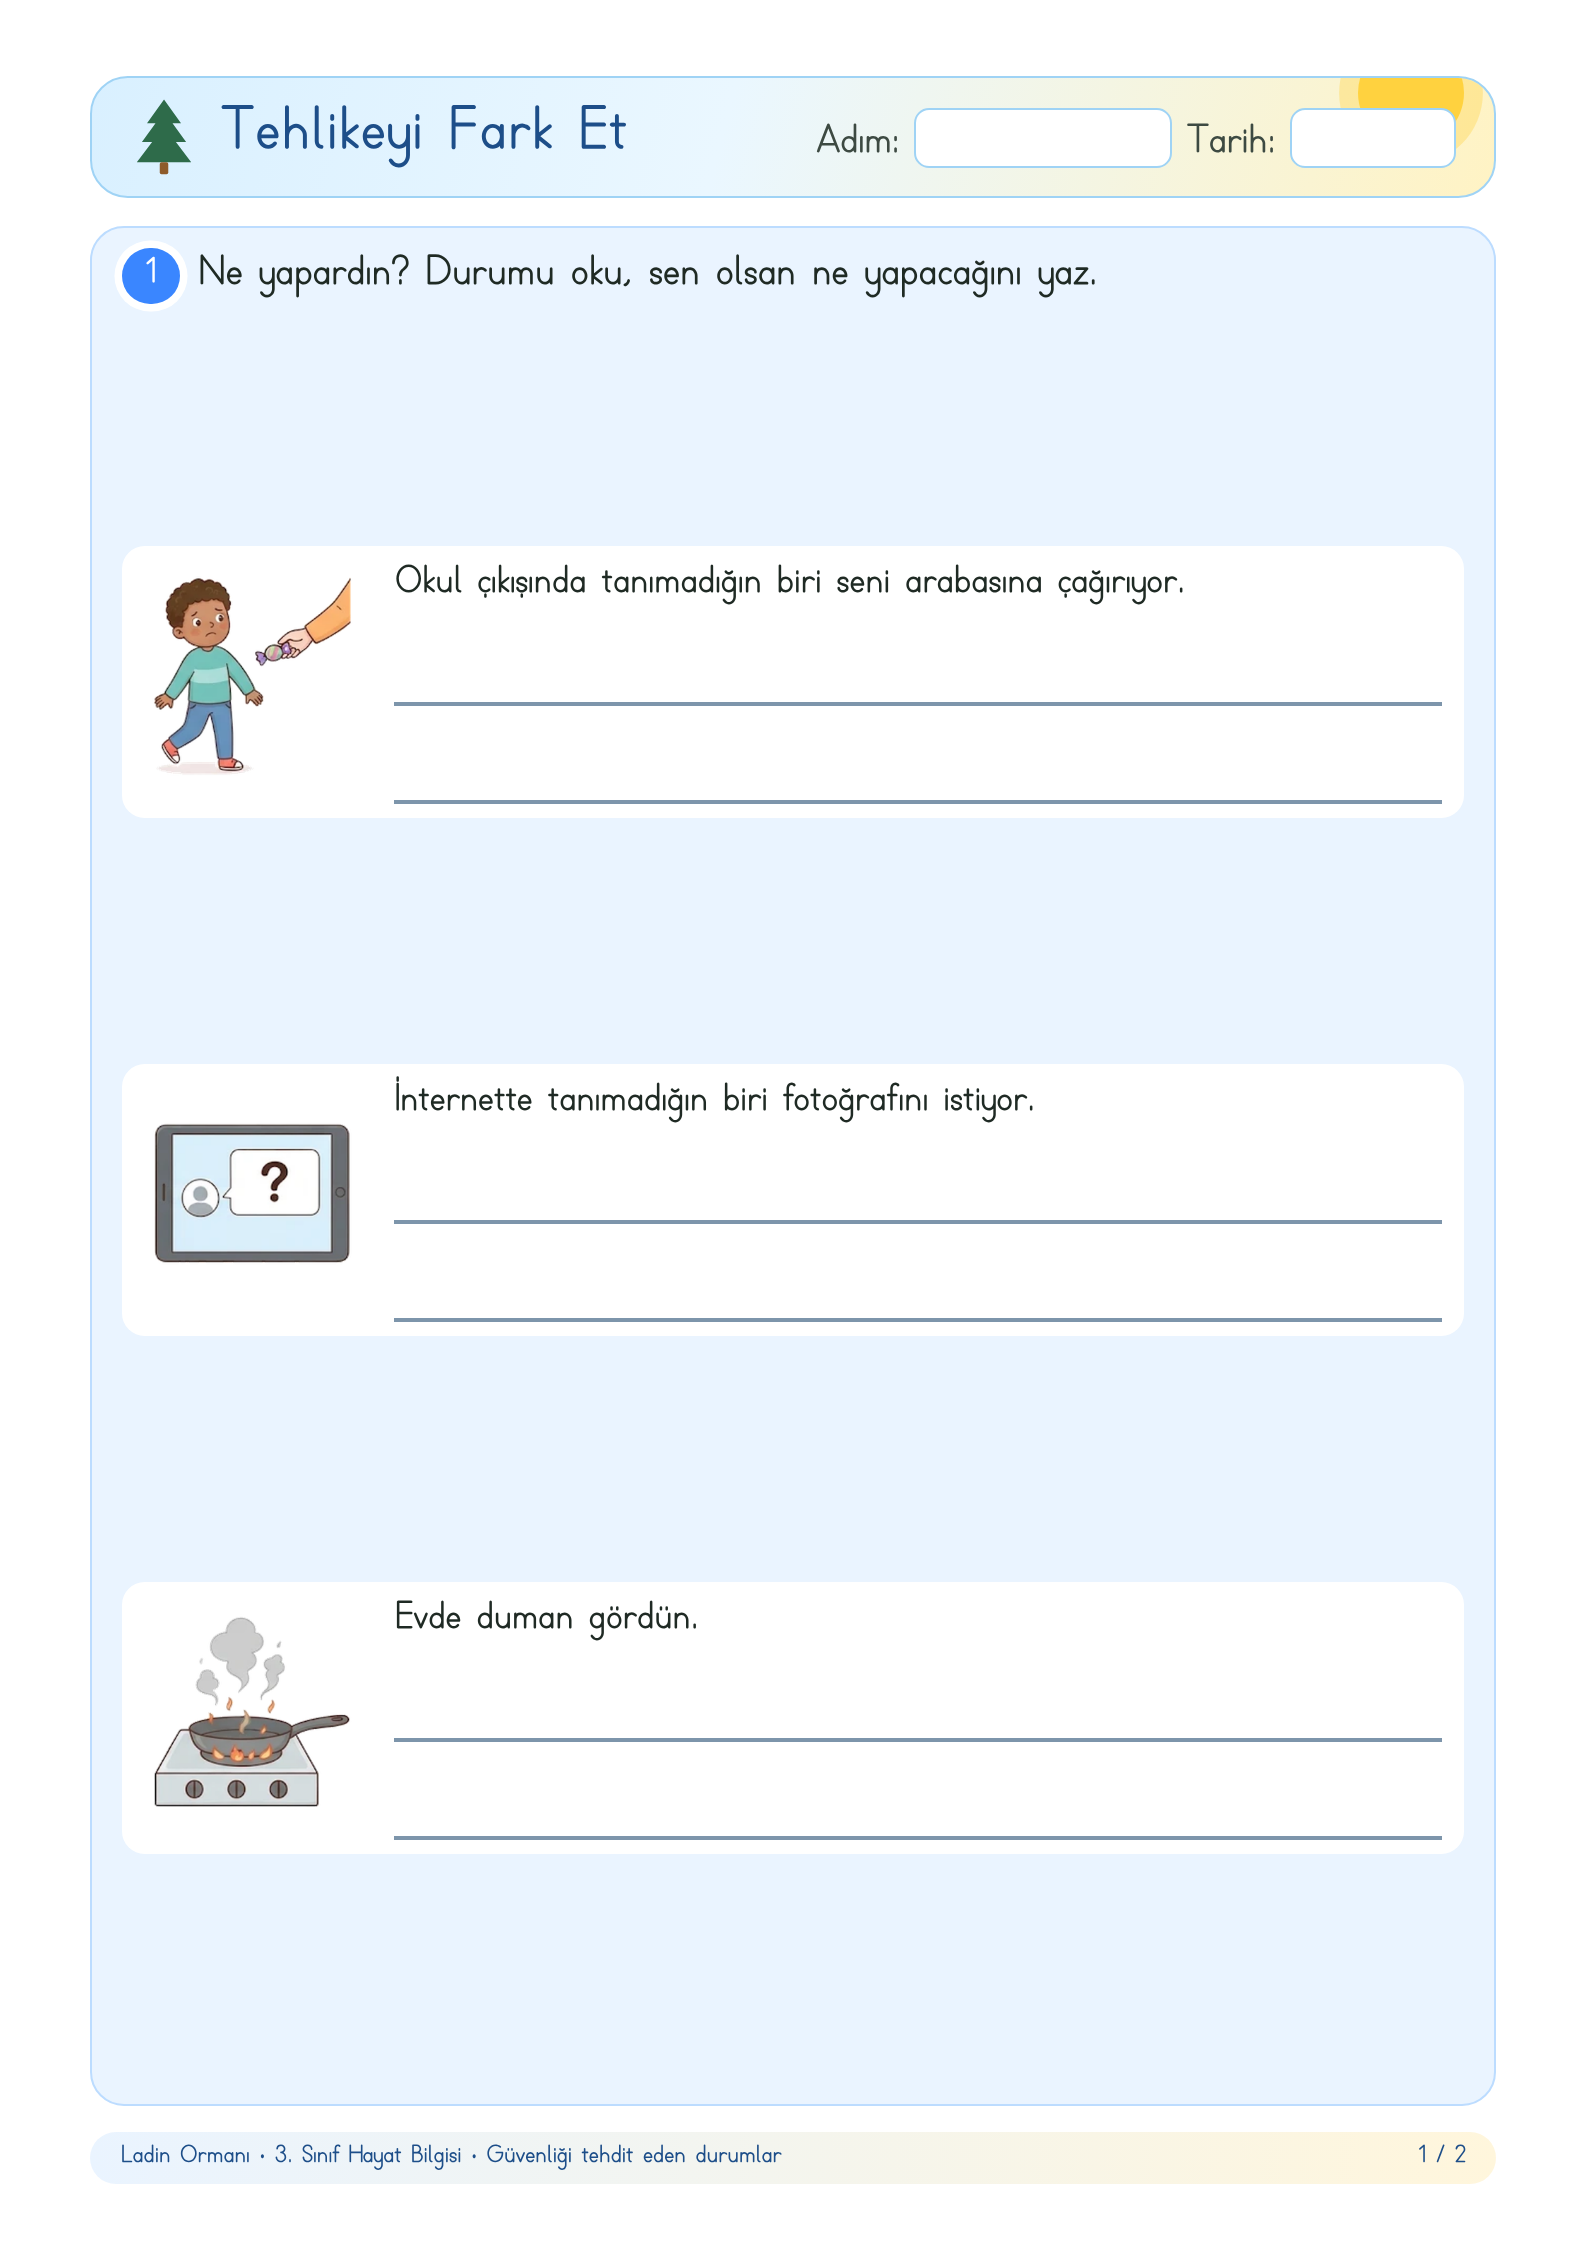 Tehlikeyi Fark Et
Adım:
Tarih:
1 Ne yapardın? Durumu oku, sen olsan ne yapacağını yaz.
Okul çıkışında tanımadığın biri seni arabasına çağırıyor.
İnternette tanımadığın biri fotoğrafını istiyor.
?
Evde duman gördün.
Ladin Ormanı • 3. Sınıf Hayat Bilgisi • Güvenliği tehdit eden durumlar
1 / 2